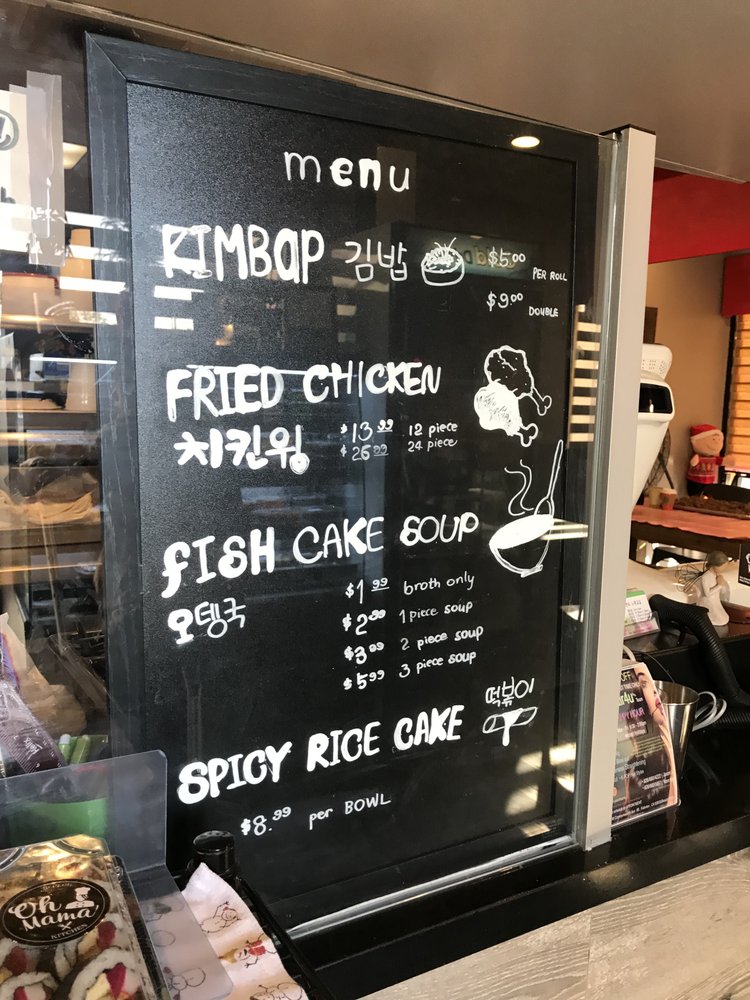 menu
KIMBAP 김밥 $5.00 PER ROLL
$9.00 DOUBLE
FRIED CHICKEN
치킨윙 $13.99 12 piece
$26.99 24 piece
FISH CAKE SOUP
오뎅국 $1.99 broth only
$2.99 1 piece soup
$3.99 2 piece soup
$5.99 3 piece soup
떡볶이
SPICY RICE CAKE
$8.99 per BOWL
Oh
Mama
KITCHEN